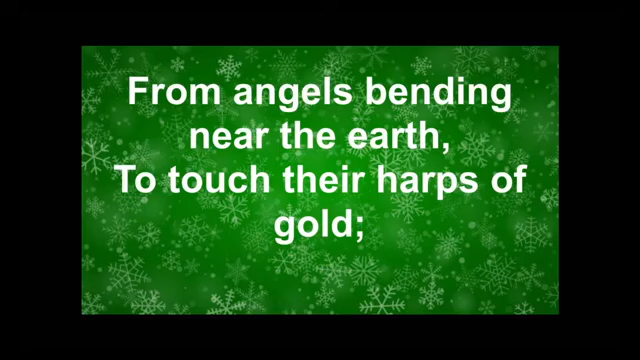 From angels bending
near the earth,
To touch their harps of
gold;